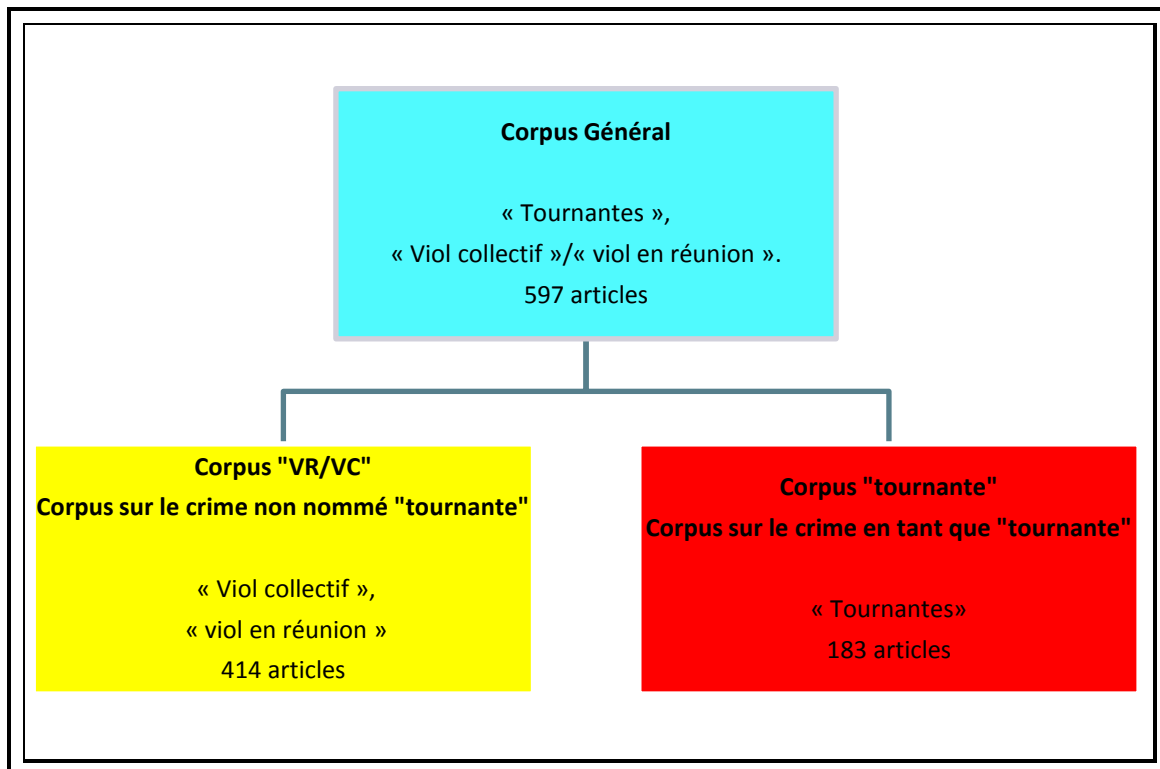 Corpus Général
« Tournantes »,
« Viol collectif »/« viol en réunion ».
597 articles
Corpus "VR/VC"
Corpus sur le crime non nommé "tournante"
« Viol collectif »,
« viol en réunion »
414 articles
Corpus "tournante"
Corpus sur le crime en tant que "tournante"
« Tournantes»
183 articles